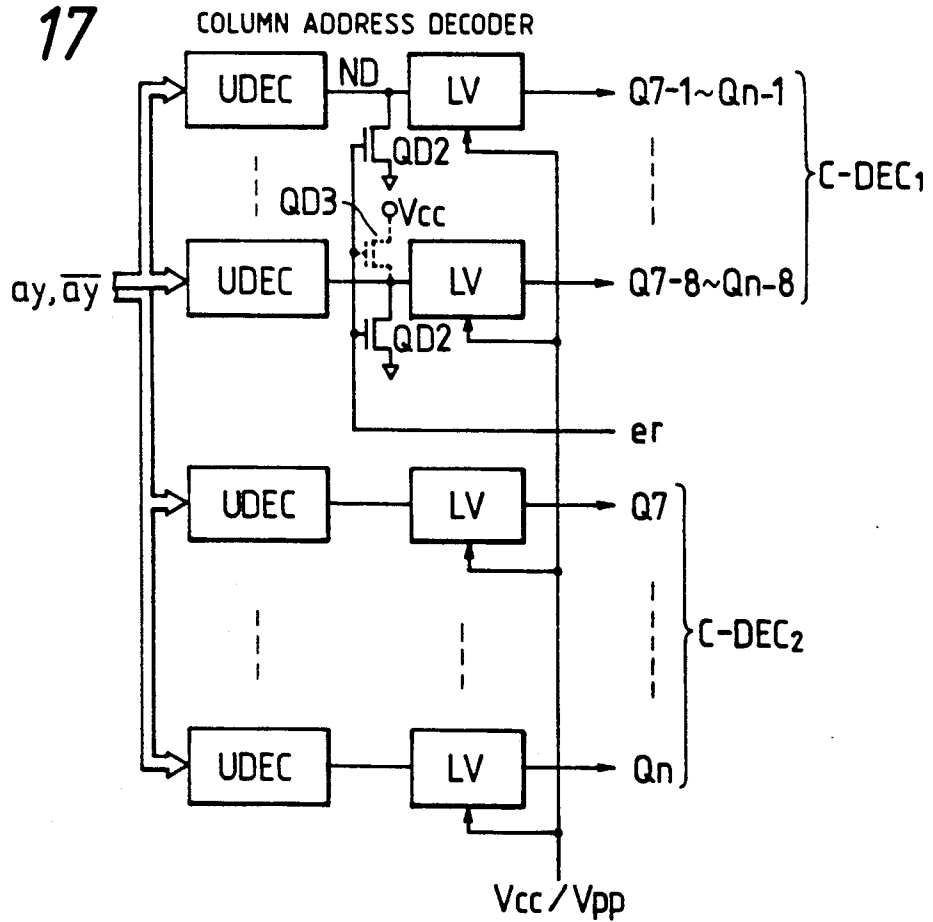 17
COLUMN ADDRESS DECODER
UDEC ND LV Q7-1~Qn-1
QD2
C-DEC1
QD3 Vcc
ay, a̅y̅ UDEC LV Q7-8~Qn-8
QD2
er
UDEC LV Q7
C-DEC2
UDEC LV Qn
Vcc/Vpp